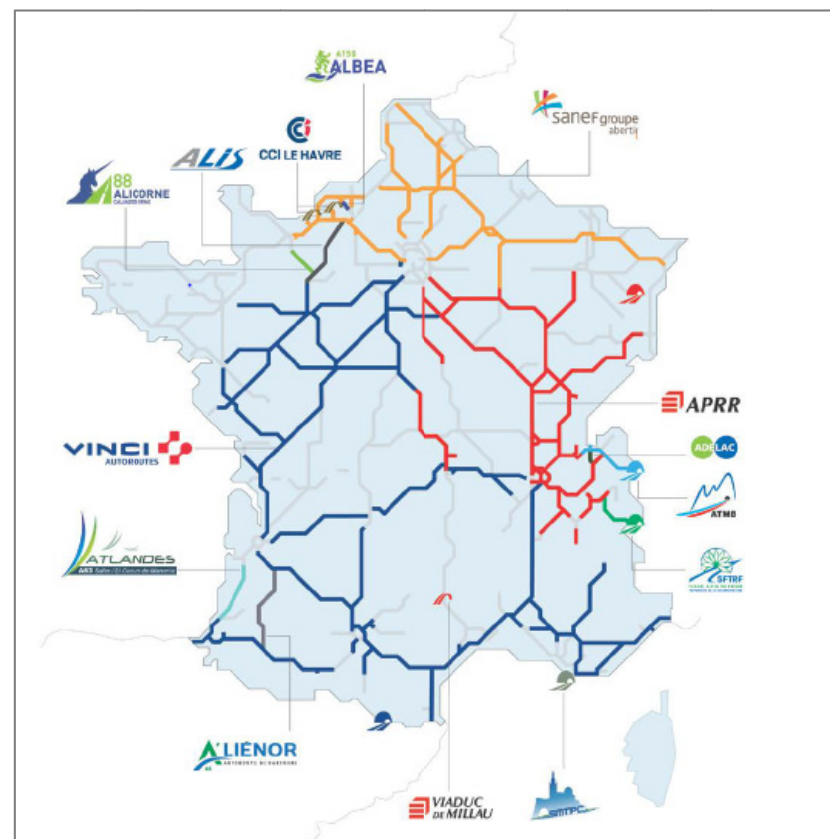 A150
ALBEA
sanef groupe
abertis
CCI LE HAVRE
ALIS
88
ALICORNE
APRR
VINCI
AUTOROUTES
ADELAC
ATMB
ATLANDES
SFTRF
A'LIÉNOR
VIADUC
DE MILLAU
SMTPC